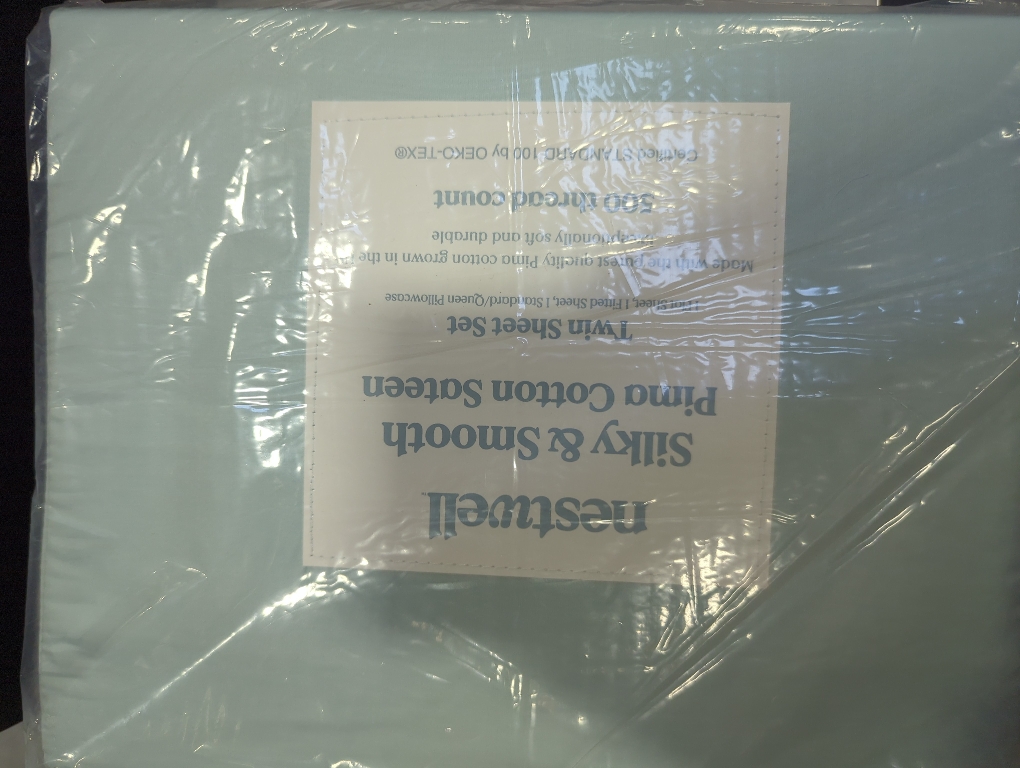 nestwell
Silky & Smooth
Pima Cotton Sateen
Twin Sheet Set
1 Flat Sheet, 1 Fitted Sheet, 1 Standard/Queen Pillowcase
Made with the purest quality Pima cotton grown in the
Exceptionally soft and durable
500 thread count
Certified STANDARD 100 by OEKO-TEX®